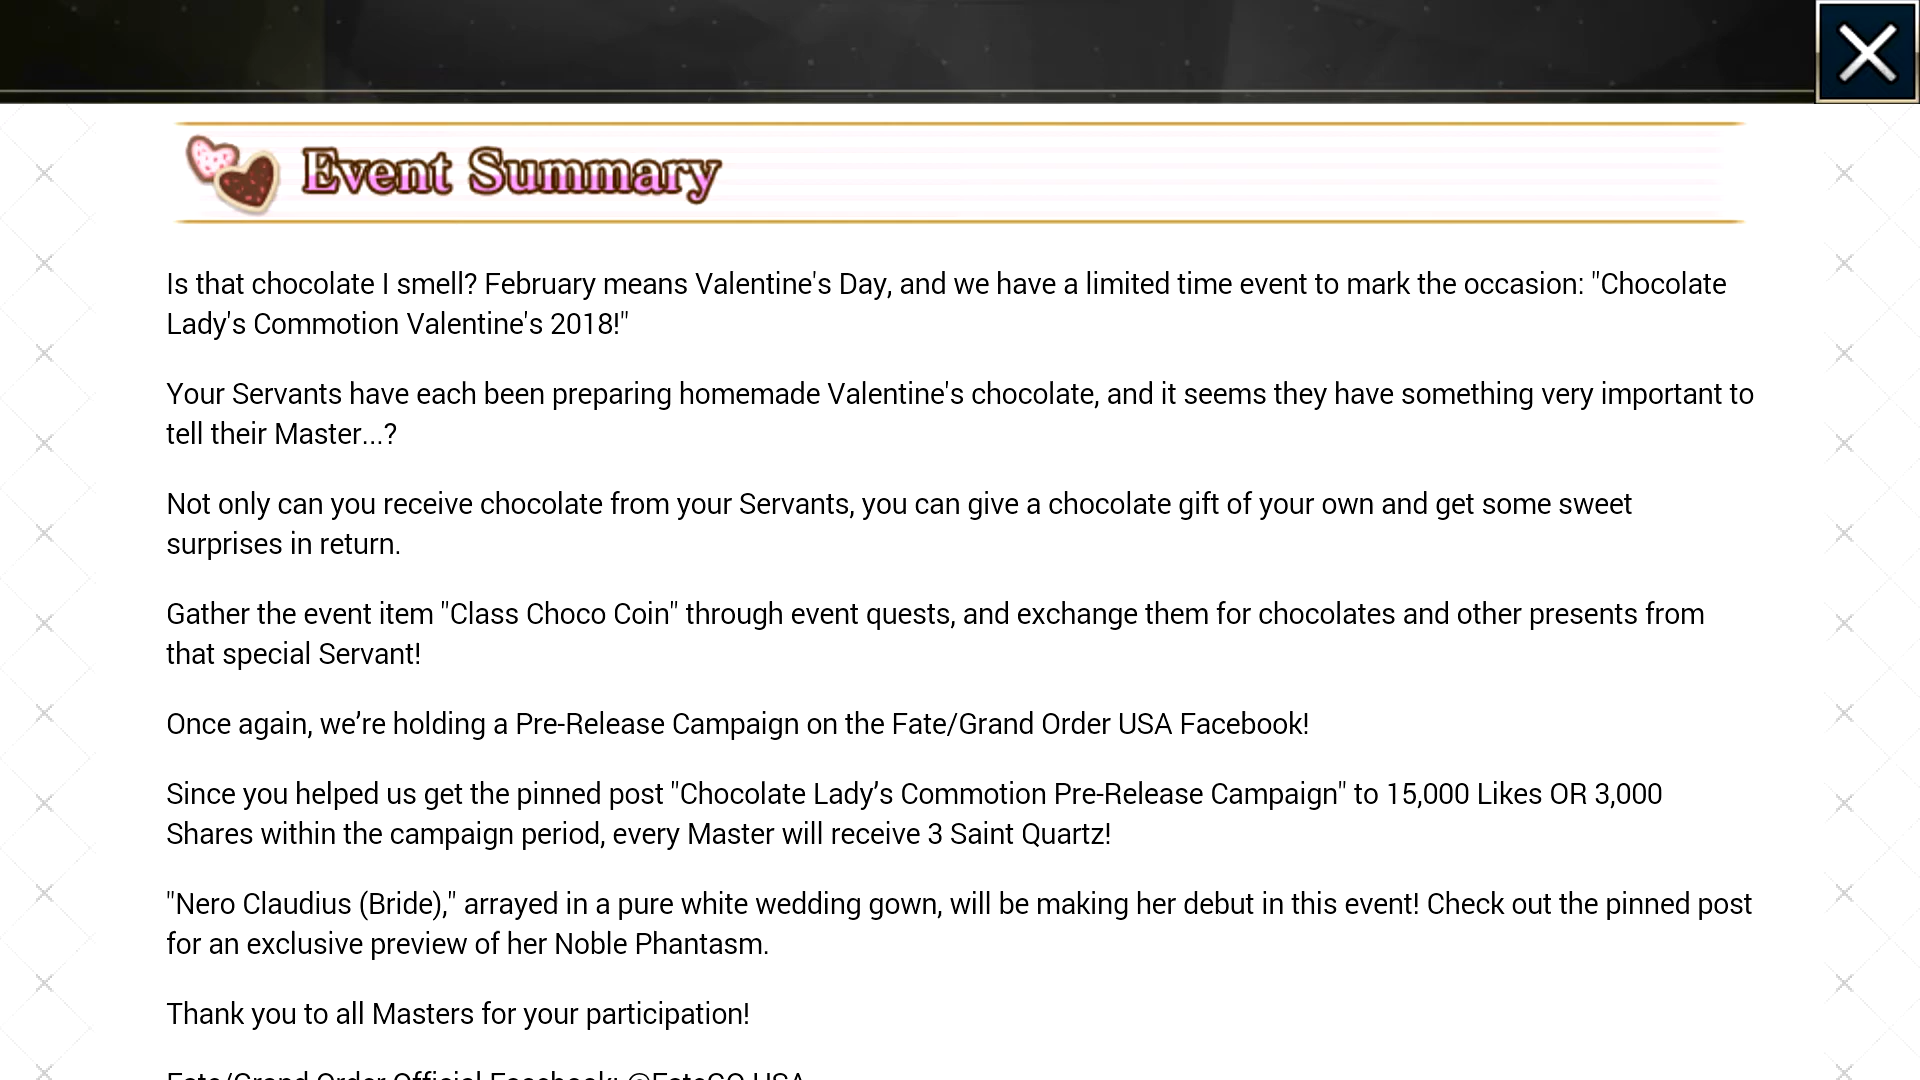 Event Summary
Is that chocolate I smell? February means Valentine's Day, and we have a limited time event to mark the occasion: "Chocolate
Lady's Commotion Valentine's 2018!"
Your Servants have each been preparing homemade Valentine's chocolate, and it seems they have something very important to
tell their Master...?
Not only can you receive chocolate from your Servants, you can give a chocolate gift of your own and get some sweet
surprises in return.
Gather the event item "Class Choco Coin" through event quests, and exchange them for chocolates and other presents from
that special Servant!
Once again, we’re holding a Pre-Release Campaign on the Fate/Grand Order USA Facebook!
Since you helped us get the pinned post "Chocolate Lady’s Commotion Pre-Release Campaign" to 15,000 Likes OR 3,000
Shares within the campaign period, every Master will receive 3 Saint Quartz!
"Nero Claudius (Bride)," arrayed in a pure white wedding gown, will be making her debut in this event! Check out the pinned post
for an exclusive preview of her Noble Phantasm.
Thank you to all Masters for your participation!
Fate/Grand Order Official Facebook: @FateGO.USA